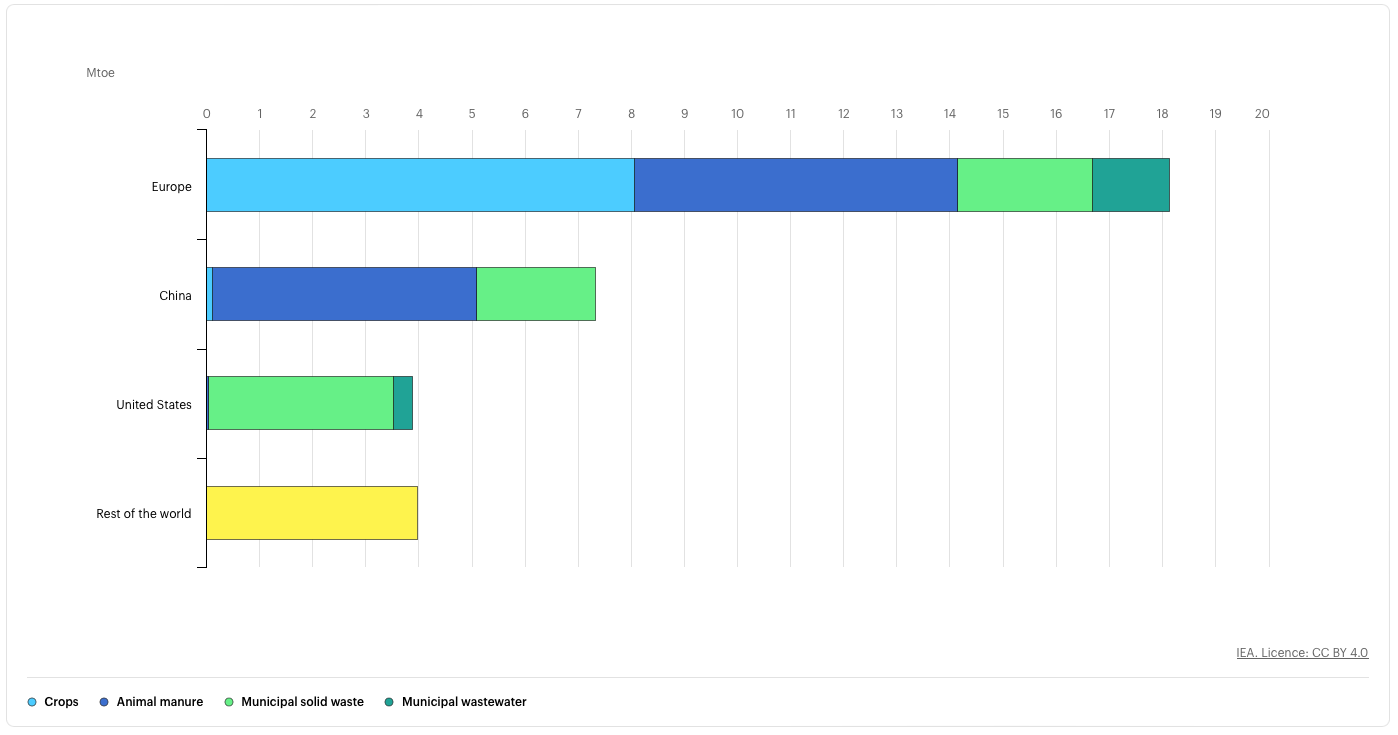 Mtoe
0 1 2 3 4 5 6 7 8 9 10 11 12 13 14 15 16 17 18 19 20
Europe
China
United States
Rest of the world
IEA. Licence: CC BY 4.0
Crops Animal manure Municipal solid waste Municipal wastewater